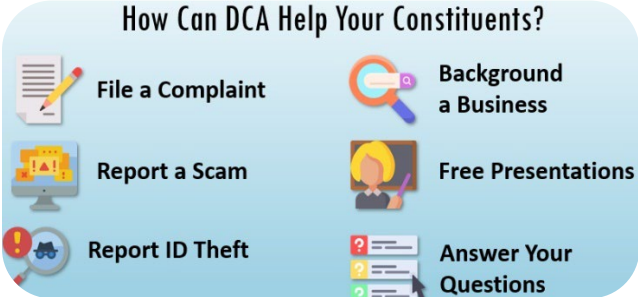 How Can DCA Help Your Constituents?
File a Complaint
Background
a Business
Report a Scam
Free Presentations
Report ID Theft
Answer Your
Questions